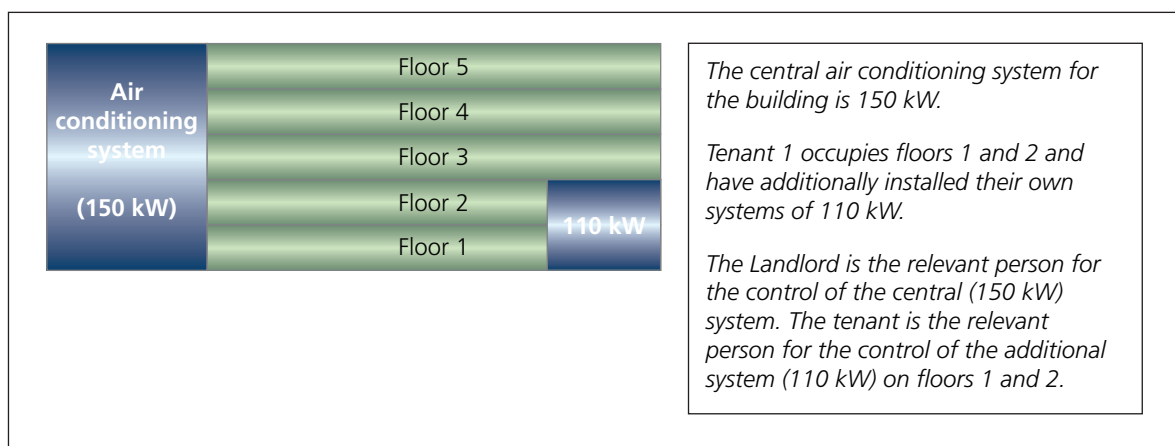 Air
conditioning
system
(150 kW)
Floor 5
Floor 4
Floor 3
Floor 2
Floor 1
110 kW
The central air conditioning system for
the building is 150 kW.
Tenant 1 occupies floors 1 and 2 and
have additionally installed their own
systems of 110 kW.
The Landlord is the relevant person for
the control of the central (150 kW)
system. The tenant is the relevant
person for the control of the additional
system (110 kW) on floors 1 and 2.